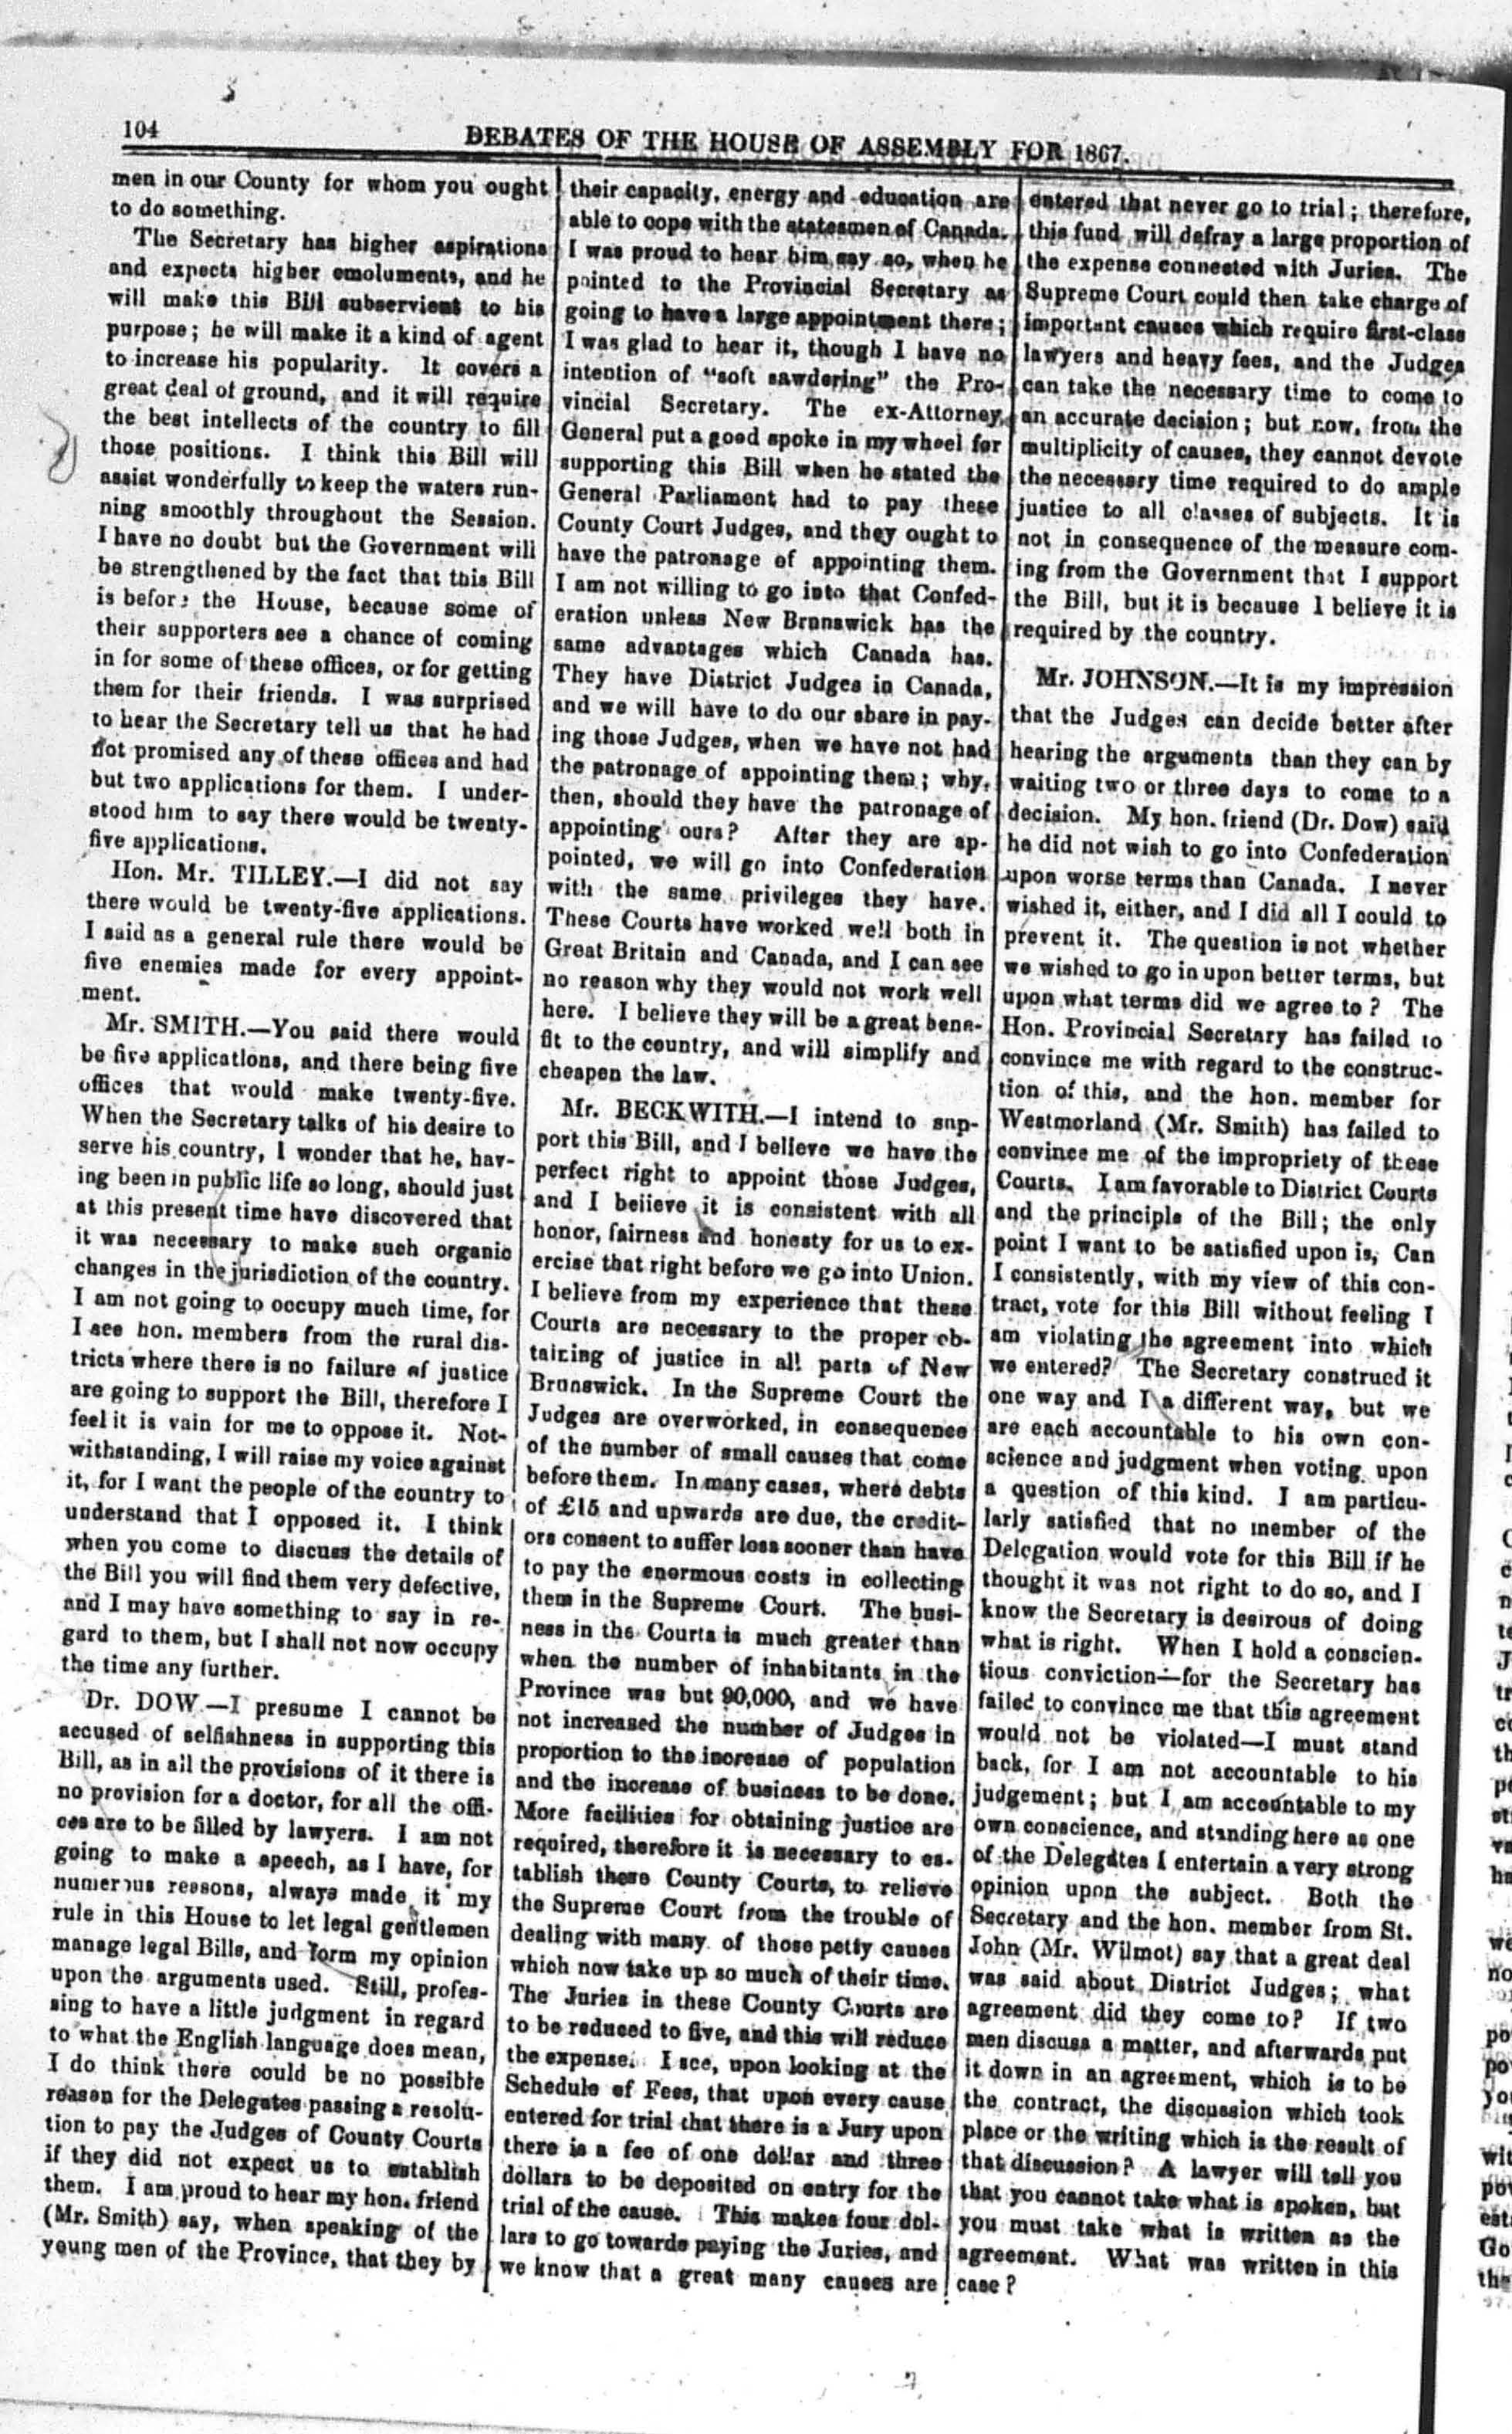 104
DEBATES OF THE HOUSE OF ASSEMBLY FOR 1867.
men in our County for whom you ought
to do something.
The Secretary has higher aspirations
and expects higher emoluments, and he
will make this Bill subservient to his
purpose; he will make it a kind of agent
to increase his popularity. It covers a
great deal of ground, and it will require
the best intellects of the country to fill
those positions. I think this Bill will
assist wonderfully to keep the waters run-
ning smoothly throughout the Session.
I have no doubt but the Government will
be strengthened by the fact that this Bill
is before the House, because some of
their supporters see a chance of coming
in for some of these offices, or for getting
them for their friends. I was surprised
to hear the Secretary tell us that he had
not promised any of these offices and had
but two applications for them. I under-
stood him to say there would be twenty-
five applications.
Hon. Mr. TILLEY.—I did not say
there would be twenty-five applications.
I said as a general rule there would be
five enemies made for every appoint-
ment.
Mr. SMITH.—You said there would
be five applications, and there being five
offices that would make twenty-five.
When the Secretary talks of his desire to
serve his country, I wonder that he, hav-
ing been in public life so long, should just
at this present time have discovered that
it was necessary to make such organic
changes in the jurisdiction of the country.
I am not going to occupy much time, for
I see hon. members from the rural dis-
tricts where there is no failure of justice
are going to support the Bill, therefore I
feel it is vain for me to oppose it. Not-
withstanding, I will raise my voice against
it, for I want the people of the country to
understand that I opposed it. I think
when you come to discuss the details of
the Bill you will find them very defective,
and I may have something to say in re-
gard to them, but I shall not now occupy
the time any further.
Dr. DOW.—I presume I cannot be
accused of selfishness in supporting this
Bill, as in all the provisions of it there is
no provision for a doctor, for all the offi-
ces are to be filled by lawyers. I am not
going to make a speech, as I have, for
numerous reasons, always made it my
rule in this House to let legal gentlemen
manage legal Bills, and form my opinion
upon the arguments used. Still, profes-
sing to have a little judgment in regard
to what the English language does mean,
I do think there could be no possible
reason for the Delegates passing a resolu-
tion to pay the Judges of County Courts
if they did not expect us to establish
them. I am proud to hear my hon. friend
(Mr. Smith) say, when speaking of the
young men of the Province, that they by
their capacity, energy and education are
able to cope with the statesmen of Canada.
I was proud to hear him say so, when he
pointed to the Provincial Secretary as
going to have a large appointment there;
I was glad to hear it, though I have no
intention of "soft sawdering" the Pro-
vincial Secretary. The ex-Attorney
General put a good spoke in my wheel for
supporting this Bill when he stated the
General Parliament had to pay these
County Court Judges, and they ought to
have the patronage of appointing them.
I am not willing to go into that Confed-
eration unless New Brunswick has the
same advantages which Canada has.
They have District Judges in Canada,
and we will have to do our share in pay-
ing those Judges, when we have not had
the patronage of appointing them; why,
then, should they have the patronage of
appointing ours? After they are ap-
pointed, we will go into Confederation
with the same privileges they have.
These Courts have worked well both in
Great Britain and Canada, and I can see
no reason why they would not work well
here. I believe they will be a great bene-
fit to the country, and will simplify and
cheapen the law.
Mr. BECKWITH.—I intend to sup-
port this Bill, and I believe we have the
perfect right to appoint those Judges,
and I believe it is consistent with all
honor, fairness and honesty for us to ex-
ercise that right before we go into Union.
I believe from my experience that these
Courts are necessary to the proper ob-
taining of justice in all parts of New
Brunswick. In the Supreme Court the
Judges are overworked, in consequence
of the number of small causes that come
before them. In many cases, where debts
of £15 and upwards are due, the credit-
ors consent to suffer loss sooner than have
to pay the enormous costs in collecting
them in the Supreme Court. The busi-
ness in the Courts is much greater than
when the number of inhabitants in the
Province was but 90,000, and we have
not increased the number of Judges in
proportion to the increase of population
and the increase of business to be done.
More facilities for obtaining justice are
required, therefore it is necessary to es-
tablish these County Courts, to relieve
the Supreme Court from the trouble of
dealing with many of those petty causes
which now take up so much of their time.
The Juries in these County Courts are
to be reduced to five, and this will reduce
the expense. I see, upon looking at the
Schedule of Fees, that upon every cause
entered for trial that there is a Jury upon
there is a fee of one dollar and three
dollars to be deposited on entry for the
trial of the cause. This makes four dol-
lars to go towards paying the Juries, and
we know that a great many causes are
entered that never go to trial; therefore,
this fund will defray a large proportion of
the expense connected with Juries. The
Supreme Court could then take charge of
important causes which require first-class
lawyers and heavy fees, and the Judges
can take the necessary time to come to
an accurate decision; but now, from the
multiplicity of causes, they cannot devote
the necessary time required to do ample
justice to all classes of subjects. It is
not in consequence of the measure com-
ing from the Government that I support
the Bill, but it is because I believe it is
required by the country.
Mr. JOHNSON.—It is my impression
that the Judges can decide better after
hearing the arguments than they can by
waiting two or three days to come to a
decision. My hon. friend (Dr. Dow) said
he did not wish to go into Confederation
upon worse terms than Canada. I never
wished it, either, and I did all I could to
prevent it. The question is not whether
we wished to go in upon better terms, but
upon what terms did we agree to? The
Hon. Provincial Secretary has failed to
convince me with regard to the construc-
tion of this, and the hon. member for
Westmorland (Mr. Smith) has failed to
convince me of the impropriety of these
Courts. I am favorable to District Courts
and the principle of the Bill; the only
point I want to be satisfied upon is, Can
I consistently, with my view of this con-
tract, vote for this Bill without feeling I
am violating the agreement into which
we entered? The Secretary construed it
one way and I a different way, but we
are each accountable to his own con-
science and judgment when voting upon
a question of this kind. I am particu-
larly satisfied that no member of the
Delegation would vote for this Bill if he
thought it was not right to do so, and I
know the Secretary is desirous of doing
what is right. When I hold a conscien-
tious conviction—for the Secretary has
failed to convince me that this agreement
would not be violated—I must stand
back, for I am not accountable to his
judgement; but I am accountable to my
own conscience, and standing here as one
of the Delegates I entertain a very strong
opinion upon the subject. Both the
Secretary and the hon. member from St.
John (Mr. Wilmot) say that a great deal
was said about District Judges; what
agreement did they come to? If two
men discuss a matter, and afterwards put
it down in an agreement, which is to be
the contract, the discussion which took
place or the writing which is the result of
that discussion? A lawyer will tell you
that you cannot take what is spoken, but
you must take what is written as the
agreement. What was written in this
case?